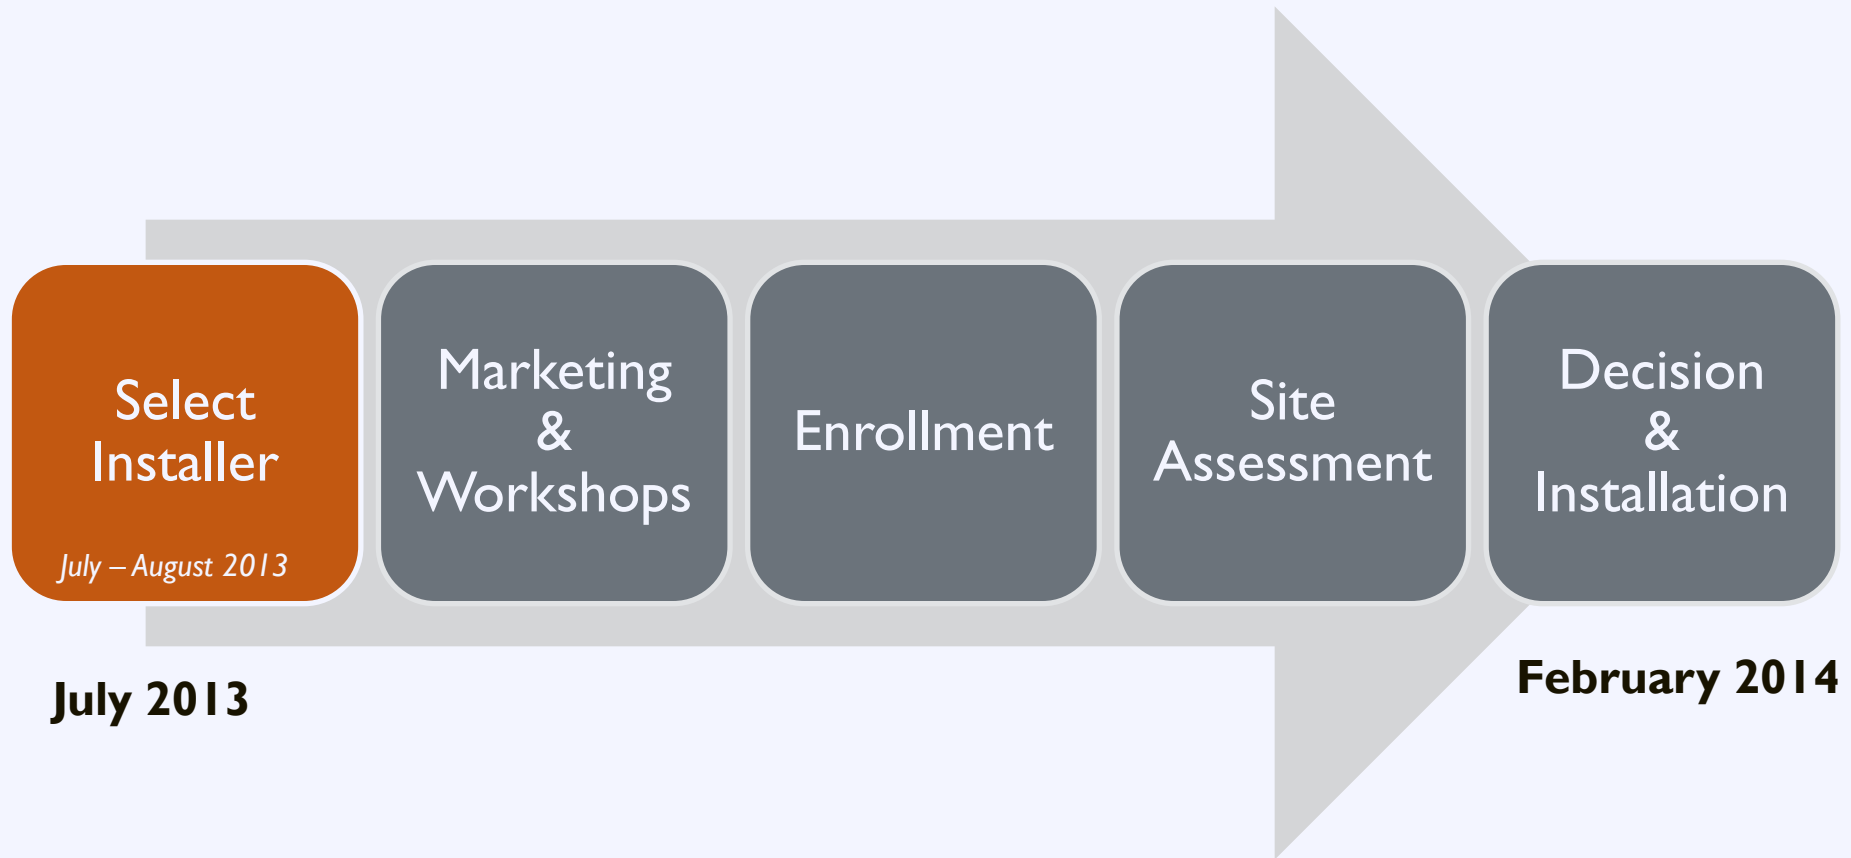 Select
Installer
July – August 2013
Marketing
&
Workshops
Enrollment
Site
Assessment
Decision
&
Installation
July 2013
February 2014